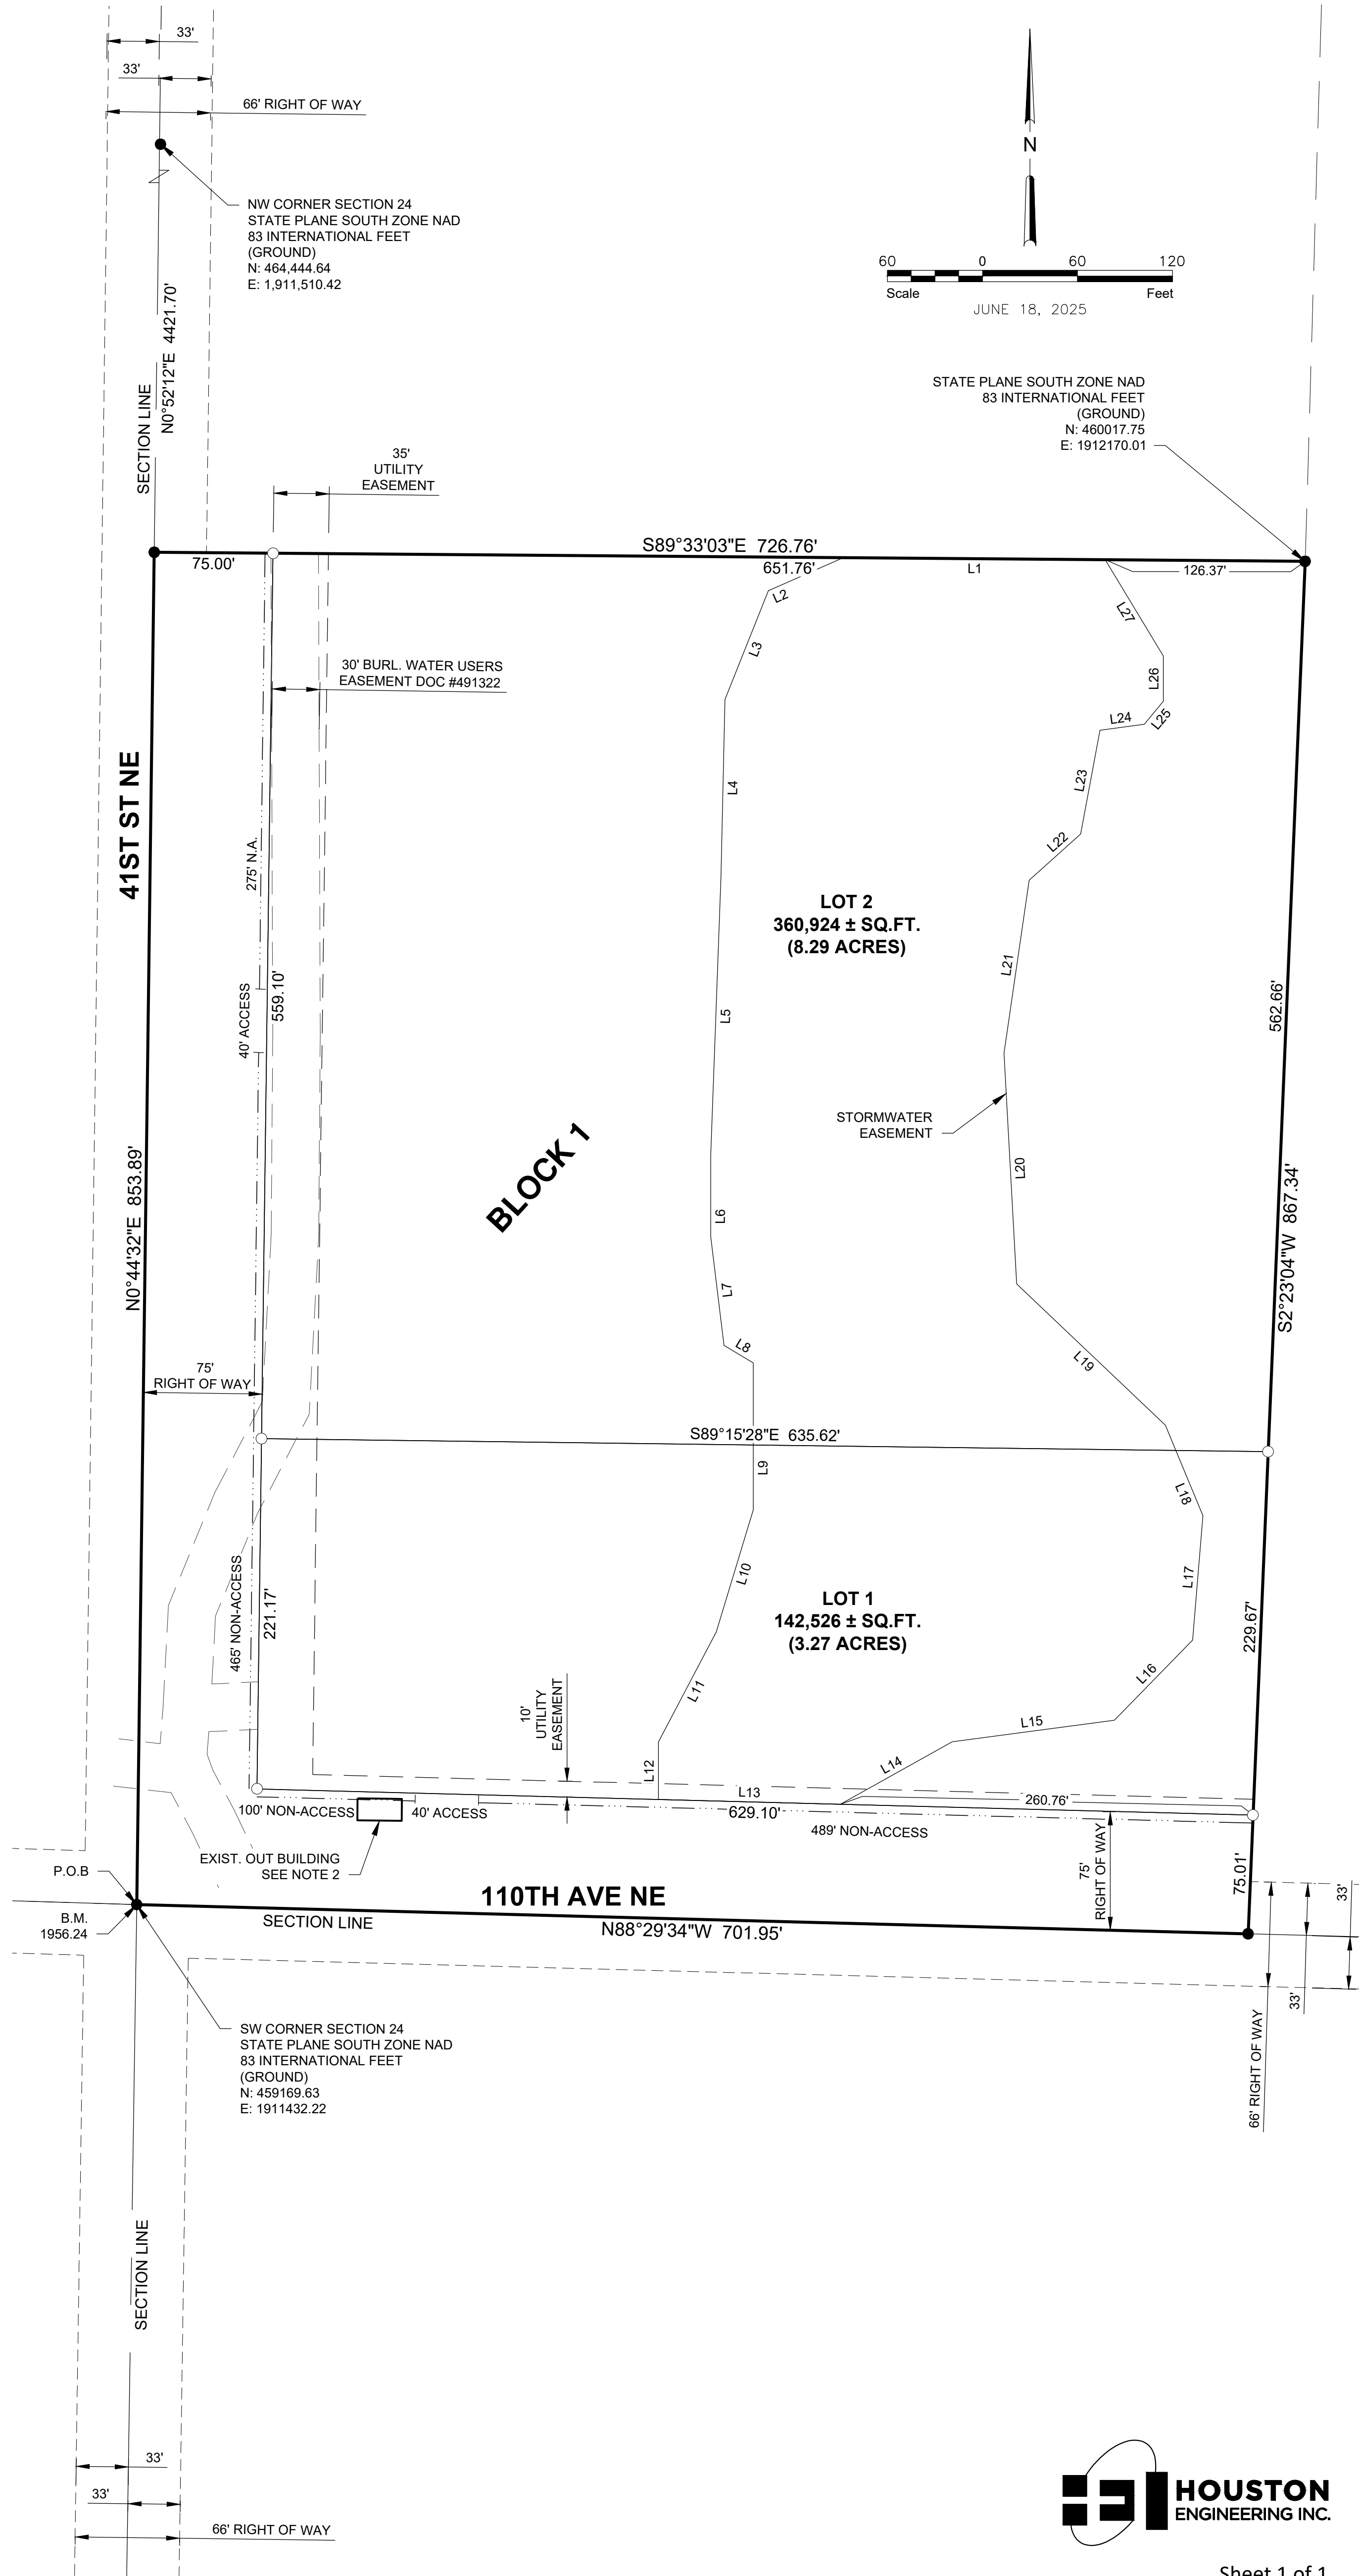 33'
33'
66' RIGHT OF WAY
N
NW CORNER SECTION 24
STATE PLANE SOUTH ZONE NAD
83 INTERNATIONAL FEET
(GROUND)
N: 464,444.64
E: 1,911,510.42
60 0 60 120
Scale Feet
JUNE 18, 2025
SECTION LINE
N0°52'12"E 4421.70'
STATE PLANE SOUTH ZONE NAD
83 INTERNATIONAL FEET
(GROUND)
N: 460017.75
E: 1912170.01
35'
UTILITY
EASEMENT
S89°33'03"E 726.76'
75.00'
651.76'
L1
126.37'
L2
L27
L3
30' BURL. WATER USERS
EASEMENT DOC #491322
L26
L24
L25
41ST ST NE
L4
L23
275' N.A.
L22
LOT 2
360,924 ± SQ.FT.
(8.29 ACRES)
L21
559.10'
40' ACCESS
L5
562.66'
STORMWATER
EASEMENT
BLOCK 1
L20
N0°44'32"E 853.89'
L6
S2°23'04"W 867.34'
L7
L8
L19
75'
RIGHT OF WAY
S89°15'28"E 635.62'
L9
L18
L10
L17
465' NON-ACCESS
221.17'
LOT 1
142,526 ± SQ.FT.
(3.27 ACRES)
229.67'
L11
L16
10'
UTILITY
EASEMENT
L15
L12
L14
L13
100' NON-ACCESS
40' ACCESS
629.10'
260.76'
489' NON-ACCESS
EXIST. OUT BUILDING
SEE NOTE 2
75'
RIGHT OF WAY
75.01'
P.O.B
B.M.
1956.24
110TH AVE NE
SECTION LINE
N88°29'34"W 701.95'
33'
33'
66' RIGHT OF WAY
SW CORNER SECTION 24
STATE PLANE SOUTH ZONE NAD
83 INTERNATIONAL FEET
(GROUND)
N: 459169.63
E: 1911432.22
SECTION LINE
33'
33'
66' RIGHT OF WAY
HOUSTON
ENGINEERING INC.
Sheet 1 of 1